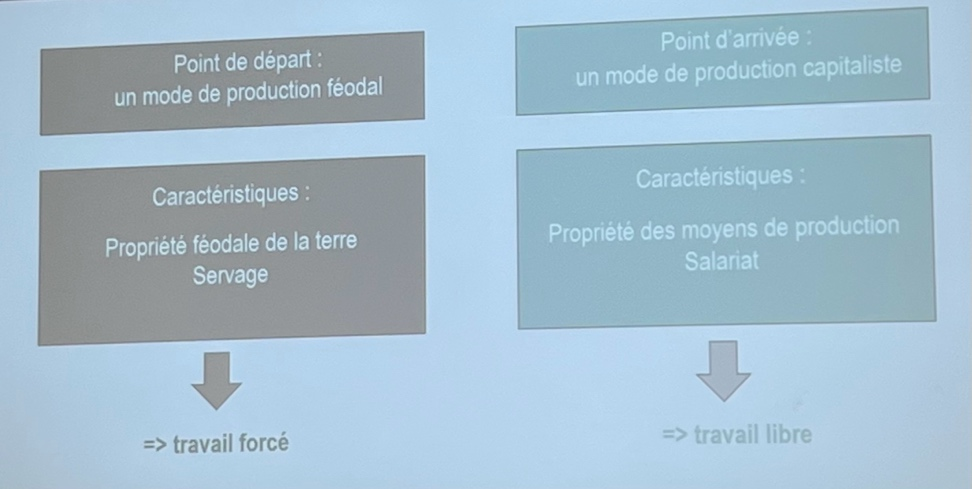 Point de départ :
un mode de production féodal
Caractéristiques :
Propriété féodale de la terre
Servage
=> travail forcé
Point d'arrivée :
un mode de production capitaliste
Caractéristiques :
Propriété des moyens de production
Salariat
=> travail libre